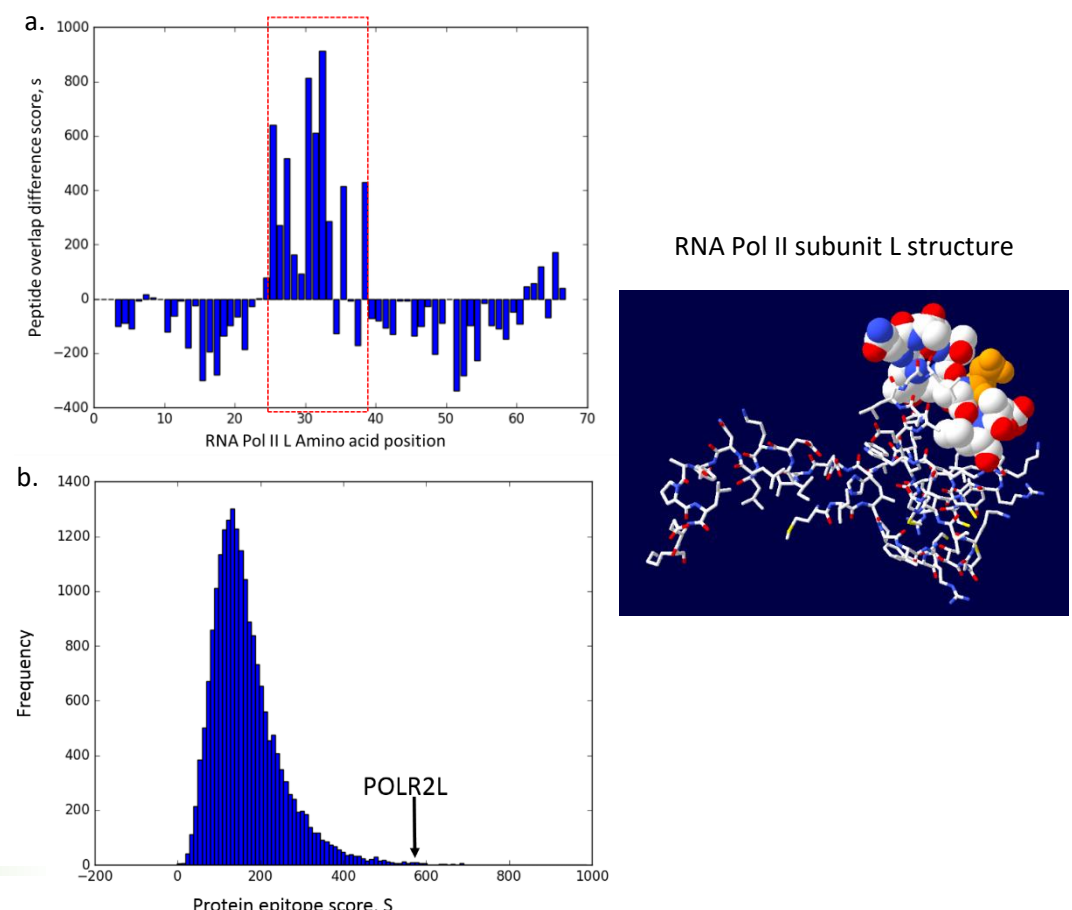 a.
1000
800
600
400
200
0
−200
−400
0 10 20 30 40 50 60 70
Peptide overlap difference score, s
RNA Pol II L Amino acid position
RNA Pol II subunit L structure
b.
1400
1200
1000
800
600
400
200
0
−200 0 200 400 600 800 1000
Frequency
POLR2L
Protein epitope score, S